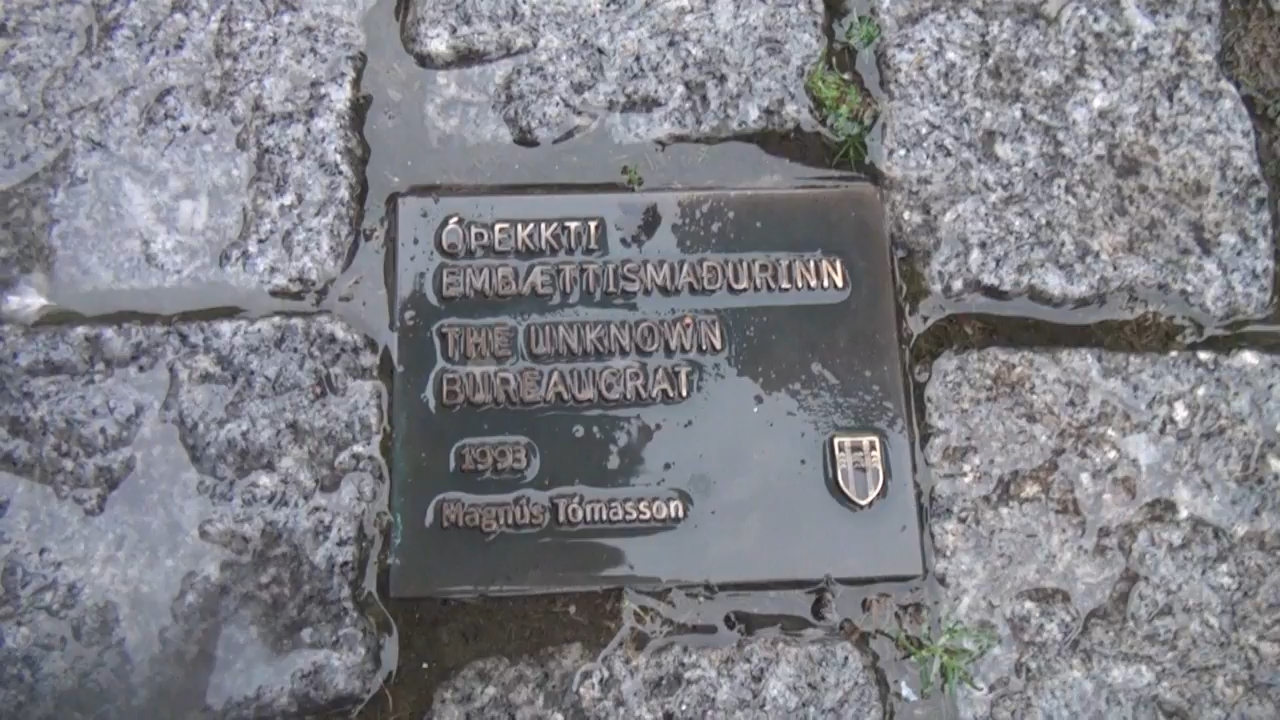 ÓÞEKKTI
EMBÆTTISMAÐURINN
THE UNKNOWN
BUREAUCRAT
1993
Magnús Tómasson